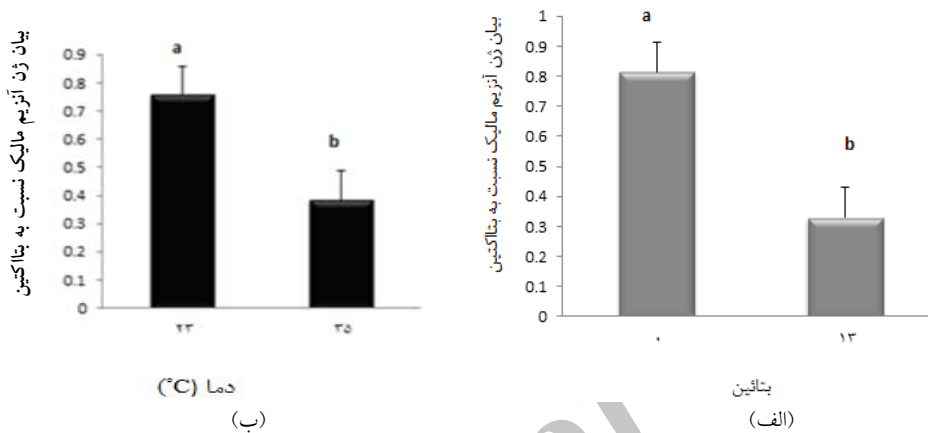 بیان ژن آنزیم مالیک نسبت به بتااکتین
1
0.9
0.8
0.7
0.6
0.5
0.4
0.3
0.2
0.1
0
a
b
۰
۱۳
بتائین
(الف)
بیان ژن آنزیم مالیک نسبت به بتااکتین
0.9
0.8
0.7
0.6
0.5
0.4
0.3
0.2
0.1
0
a
b
۲۳
۳۵
دما (°C)
(ب)